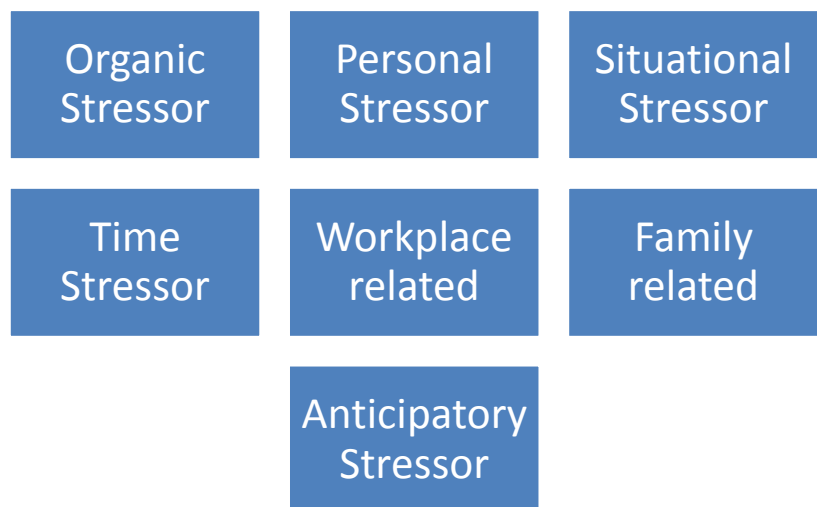 Organic
Stressor
Personal
Stressor
Situational
Stressor
Time
Stressor
Workplace
related
Family
related
Anticipatory
Stressor